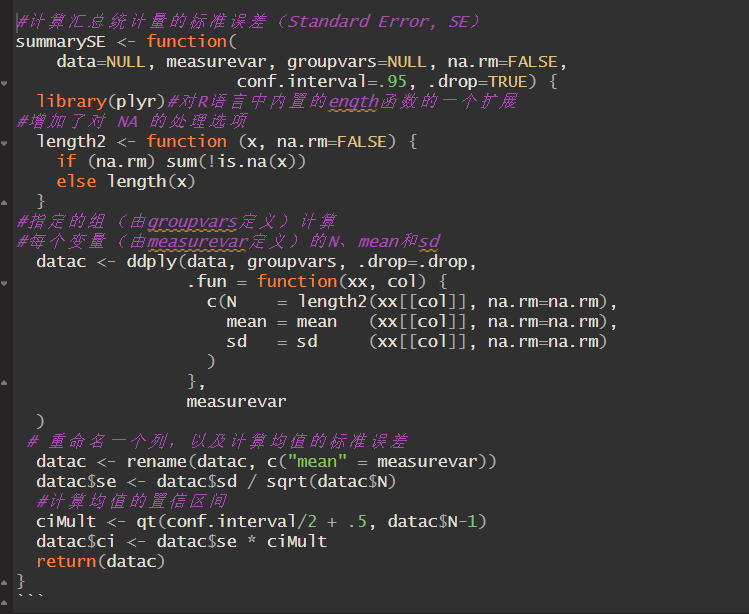 #计算汇总统计量的标准误差（Standard Error, SE）
summarySE <- function(
    data=NULL, measurevar, groupvars=NULL, na.rm=FALSE,
                      conf.interval=.95, .drop=TRUE) {
  library(plyr)#对R语言中内置的ength函数的一个扩展
#增加了对 NA 的处理选项
  length2 <- function (x, na.rm=FALSE) {
    if (na.rm) sum(!is.na(x))
    else length(x)
  }
#指定的组（由groupvars定义）计算
#每个变量（由measurevar定义）的N、mean和sd
  datac <- ddply(data, groupvars, .drop=.drop,
                 .fun = function(xx, col) {
                   c(N    = length2(xx[[col]], na.rm=na.rm),
                     mean = mean   (xx[[col]], na.rm=na.rm),
                     sd   = sd     (xx[[col]], na.rm=na.rm)
                   )
                 },
                 measurevar
  )
 # 重命名一个列，以及计算均值的标准误差
  datac <- rename(datac, c("mean" = measurevar))
  datac$se <- datac$sd / sqrt(datac$N)
  #计算均值的置信区间
  ciMult <- qt(conf.interval/2 + .5, datac$N-1)
  datac$ci <- datac$se * ciMult
  return(datac)
}
```